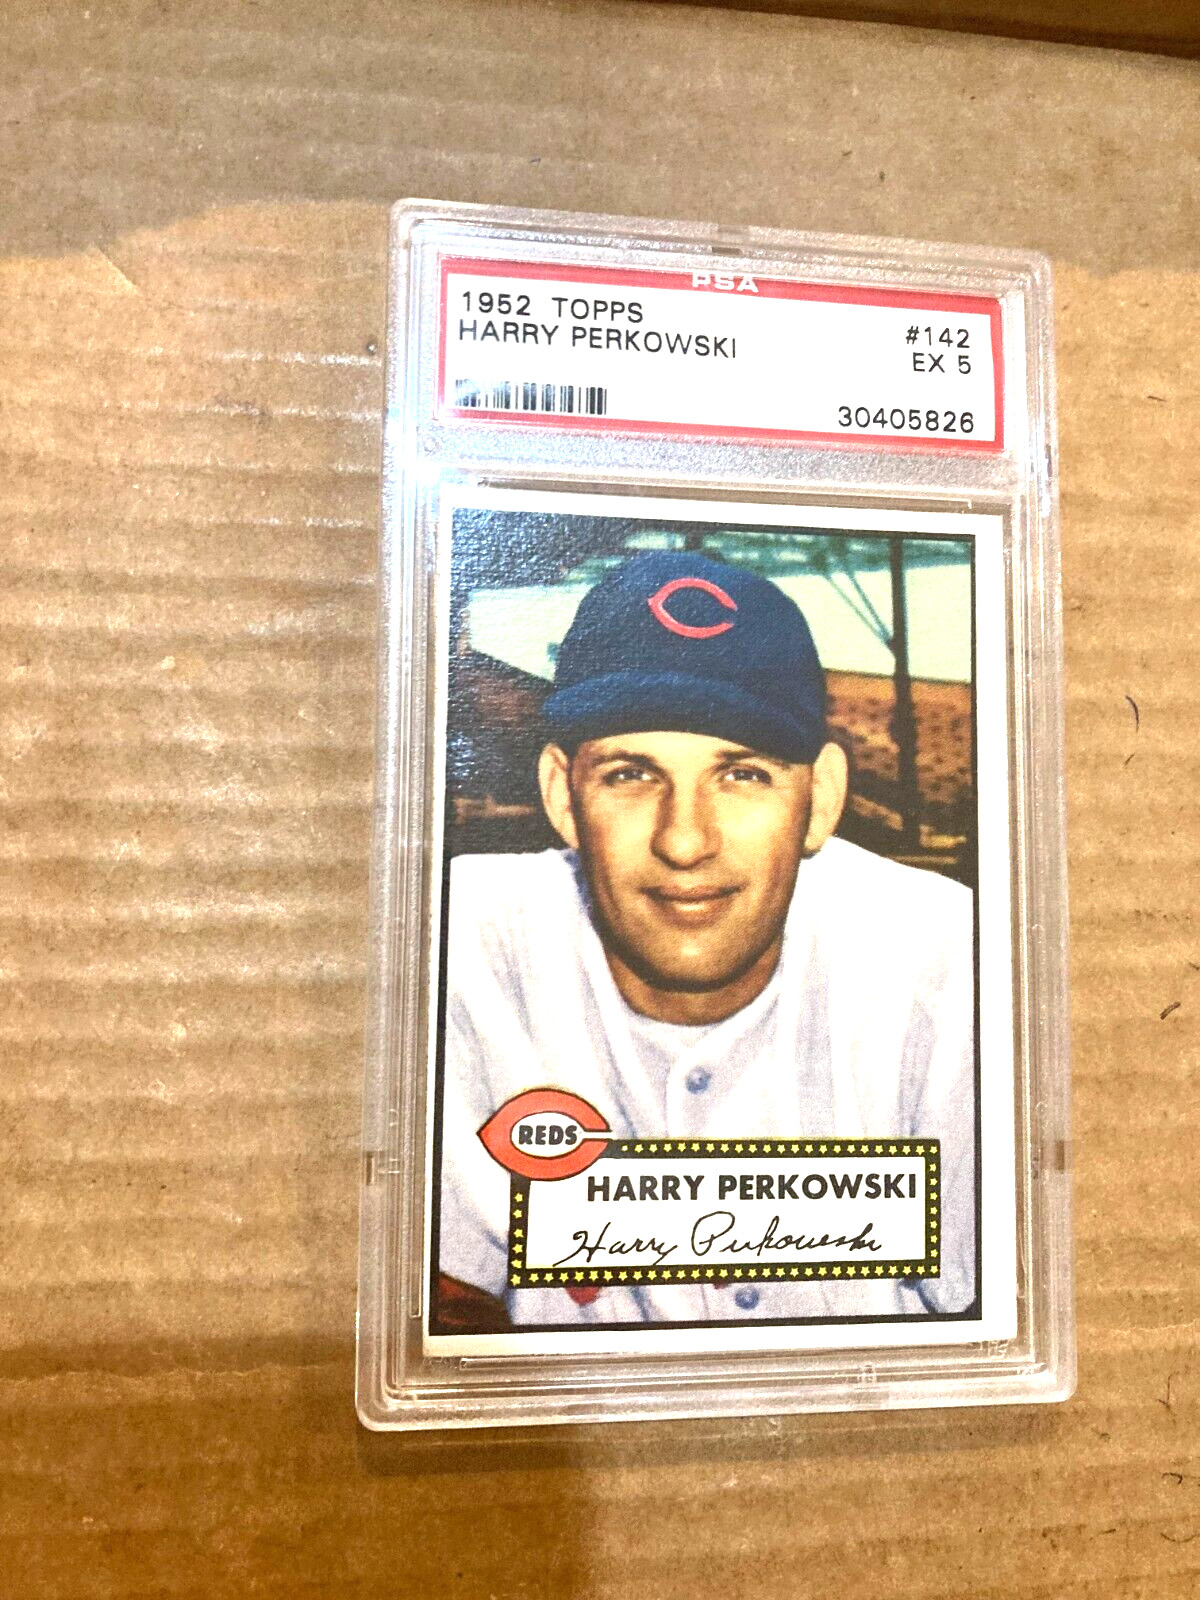 PSA
1952 TOPPS #142
HARRY PERKOWSKI EX 5
30405826
C
REDS
HARRY PERKOWSKI
Harry Perkowski